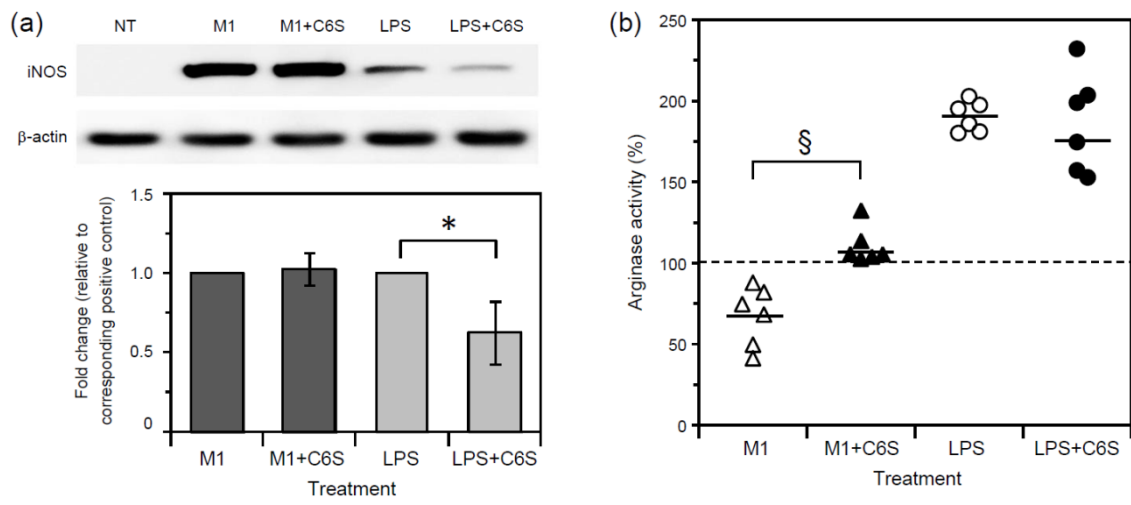 (a)
NT M1 M1+C6S LPS LPS+C6S
iNOS
β-actin
Fold change (relative to
corresponding positive control)
1.5
1.0
0.5
0
*
M1 M1+C6S LPS LPS+C6S
Treatment
(b)
Arginase activity (%)
250
200
150
100
50
0
§
M1 M1+C6S LPS LPS+C6S
Treatment